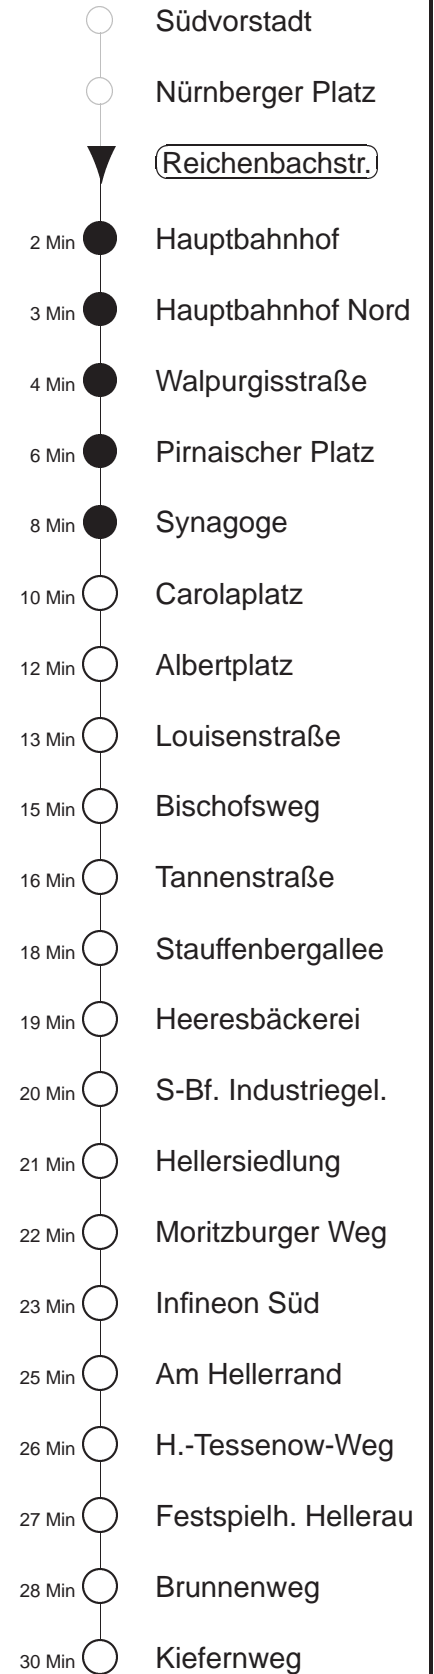 Südvorstadt
Nürnberger Platz
Reichenbachstr.
2 Min Hauptbahnhof
3 Min Hauptbahnhof Nord
4 Min Walpurgisstraße
6 Min Pirnaischer Platz
8 Min Synagoge
10 Min Carolaplatz
12 Min Albertplatz
13 Min Louisenstraße
15 Min Bischofsweg
16 Min Tannenstraße
18 Min Stauffenbergallee
19 Min Heeresbäckerei
20 Min S-Bf. Industriegel.
21 Min Hellersiedlung
22 Min Moritzburger Weg
23 Min Infineon Süd
25 Min Am Hellerrand
26 Min H.-Tessenow-Weg
27 Min Festspielh. Hellerau
28 Min Brunnenweg
30 Min Kiefernweg